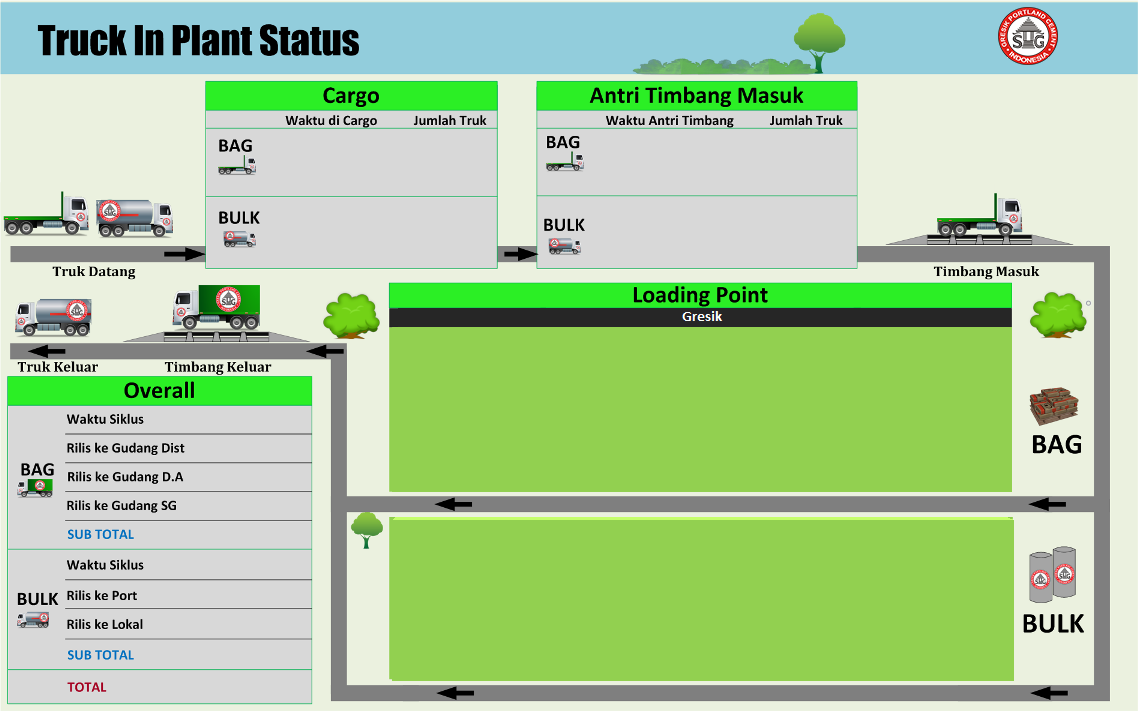 Truck In Plant Status
GRESIK PORTLAND CEMENT
SG
INDONESIA
Cargo
Waktu di Cargo Jumlah Truk
BAG
BULK
Antri Timbang Masuk
Waktu Antri Timbang Jumlah Truk
BAG
BULK
Truk Datang
Timbang Masuk
Truk Keluar
Timbang Keluar
Loading Point
Gresik
BAG
BULK
Overall
BAG
Waktu Siklus
Rilis ke Gudang Dist
Rilis ke Gudang D.A
Rilis ke Gudang SG
SUB TOTAL
BULK
Waktu Siklus
Rilis ke Port
Rilis ke Lokal
SUB TOTAL
TOTAL